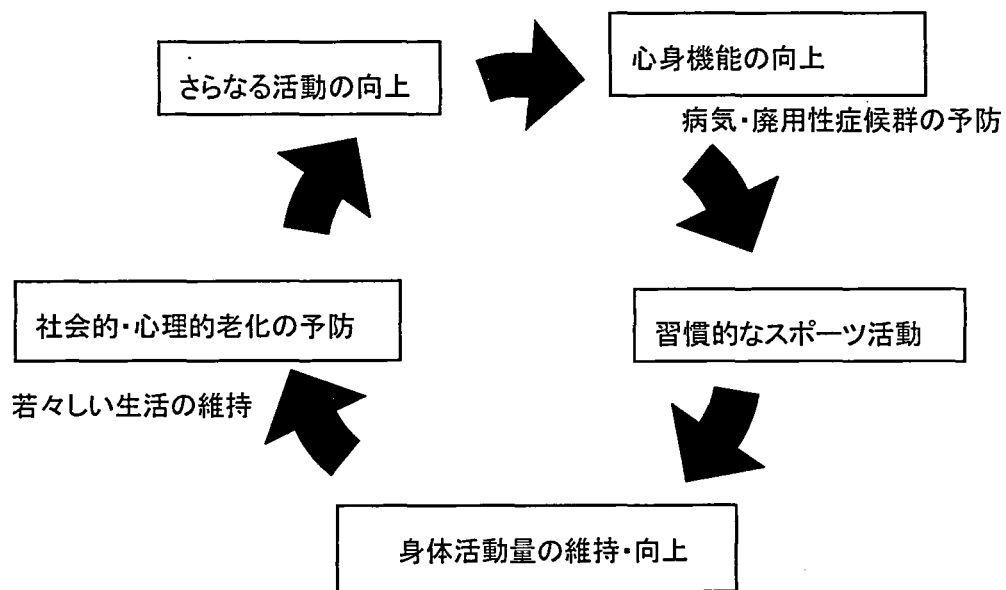 さらなる活動の向上
心身機能の向上
病気・廃用性症候群の予防
習慣的なスポーツ活動
身体活動量の維持・向上
社会的・心理的老化の予防
若々しい生活の維持